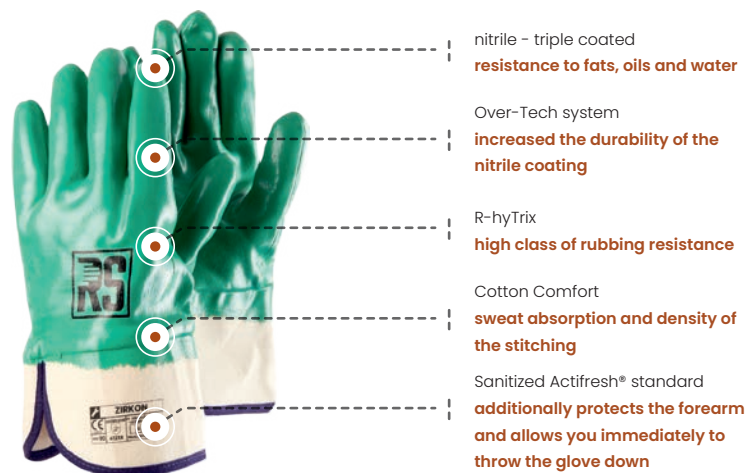 nitrile - triple coated
resistance to fats, oils and water
Over-Tech system
increased the durability of the
nitrile coating
R-hyTrix
high class of rubbing resistance
Cotton Comfort
sweat absorption and density of
the stitching
Sanitized Actifresh® standard
additionally protects the forearm
and allows you immediately to
throw the glove down
RS
ZIRKON
CE